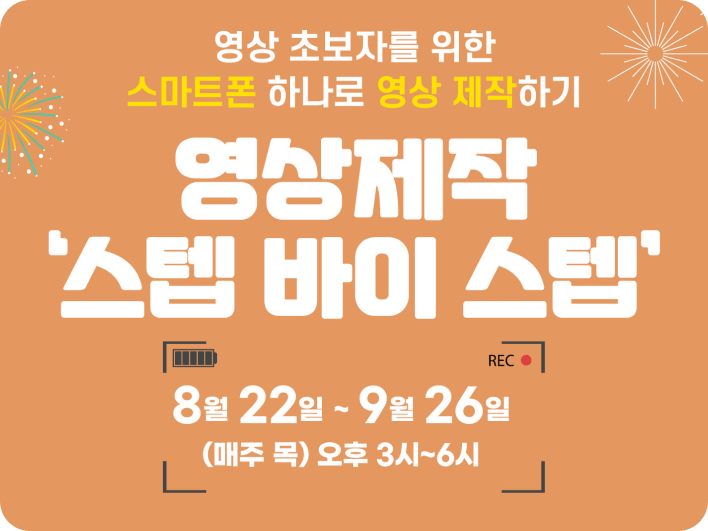 영상 초보자를 위한
스마트폰 하나로 영상 제작하기
영상제작
‘스텝 바이 스텝’
REC
8월 22일 ~ 9월 26일
(매주 목) 오후 3시~6시